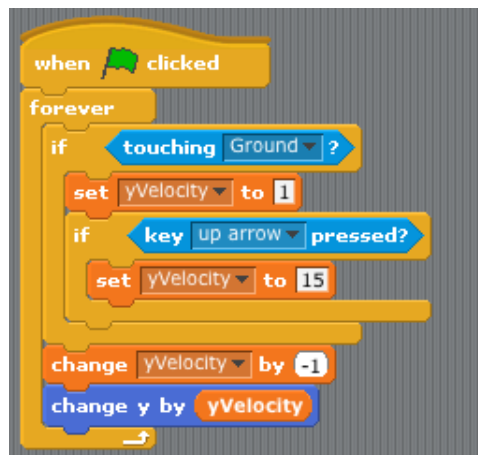 when clicked
forever
if touching Ground ?
set yVelocity to 1
if key up arrow pressed?
set yVelocity to 15
change yVelocity by -1
change y by yVelocity